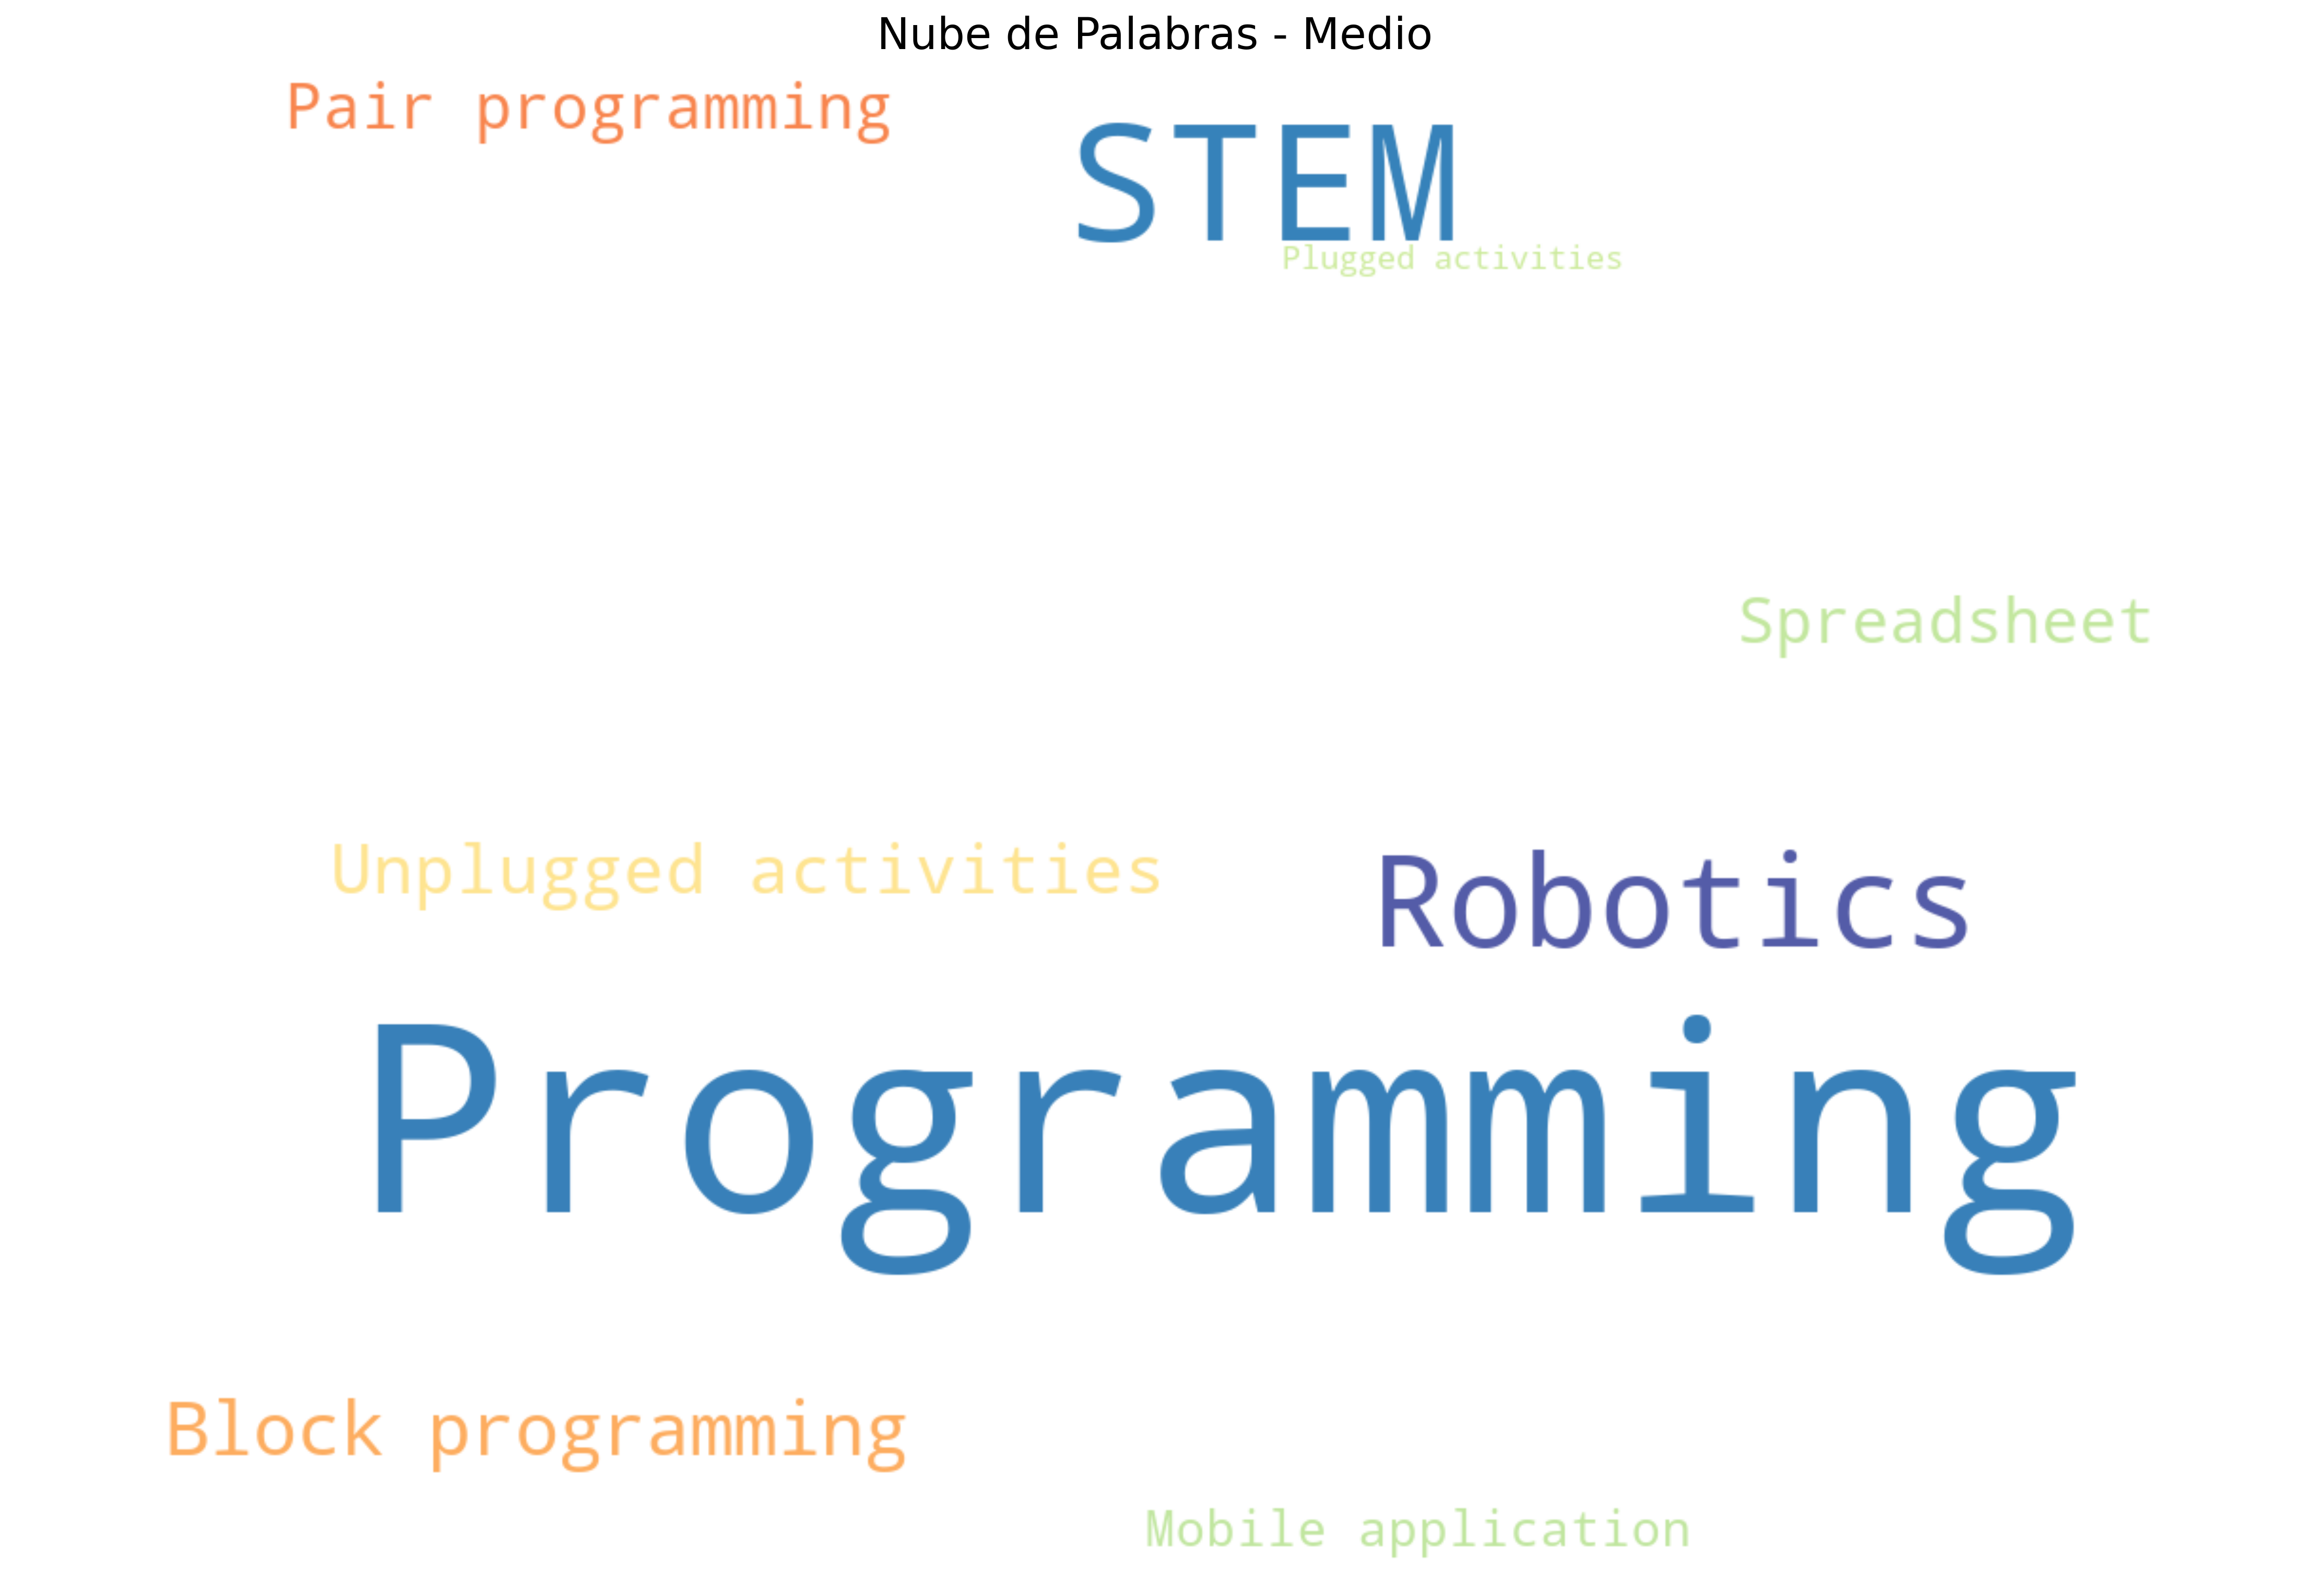 Nube de Palabras - Medio
Pair programming
STEM
Plugged activities
Spreadsheet
Unplugged activities
Robotics
Programming
Block programming
Mobile application